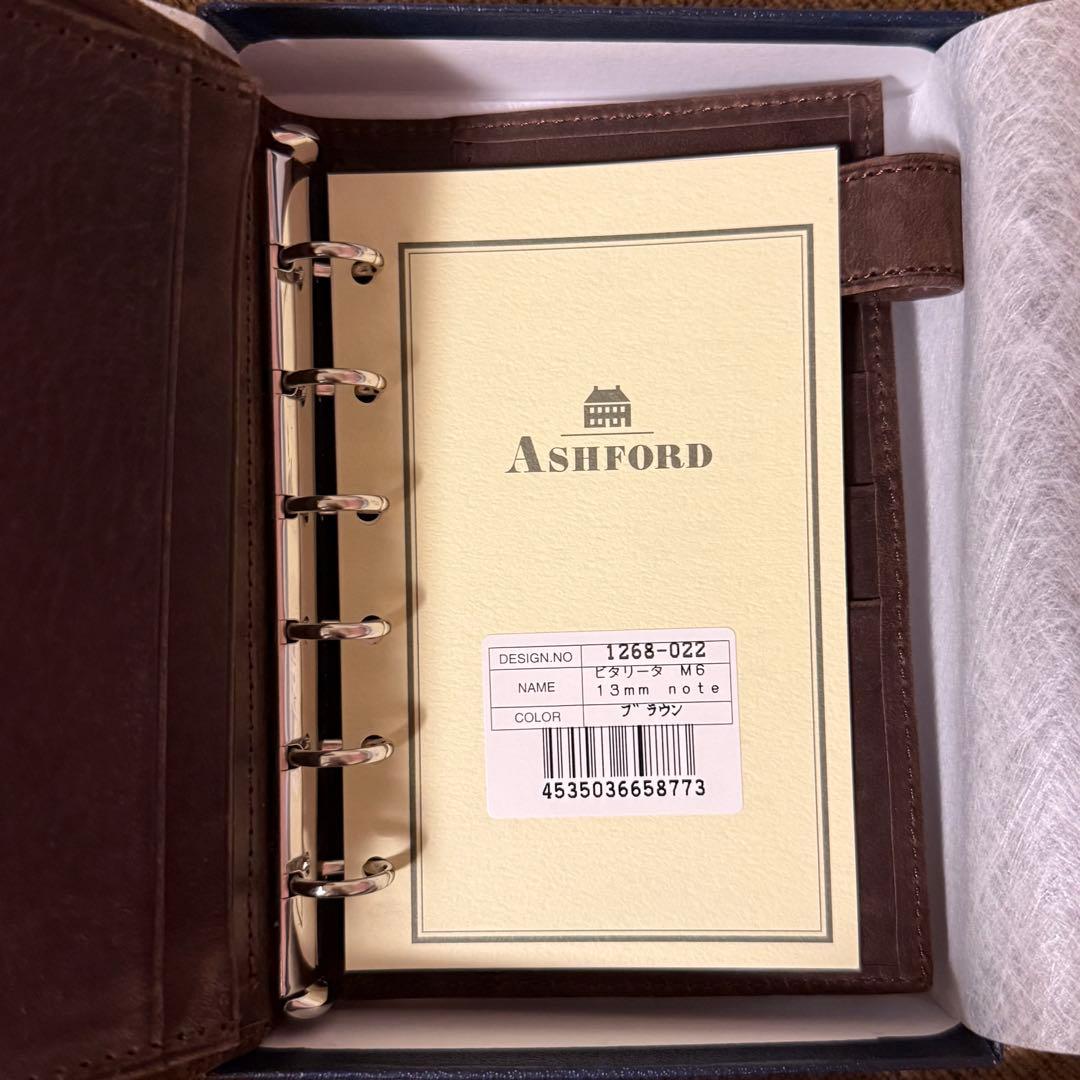 ASHFORD
DESIGN.NO 1268-022
NAME ビタリータ M6
13mm note
COLOR ブラウン
4535036658773